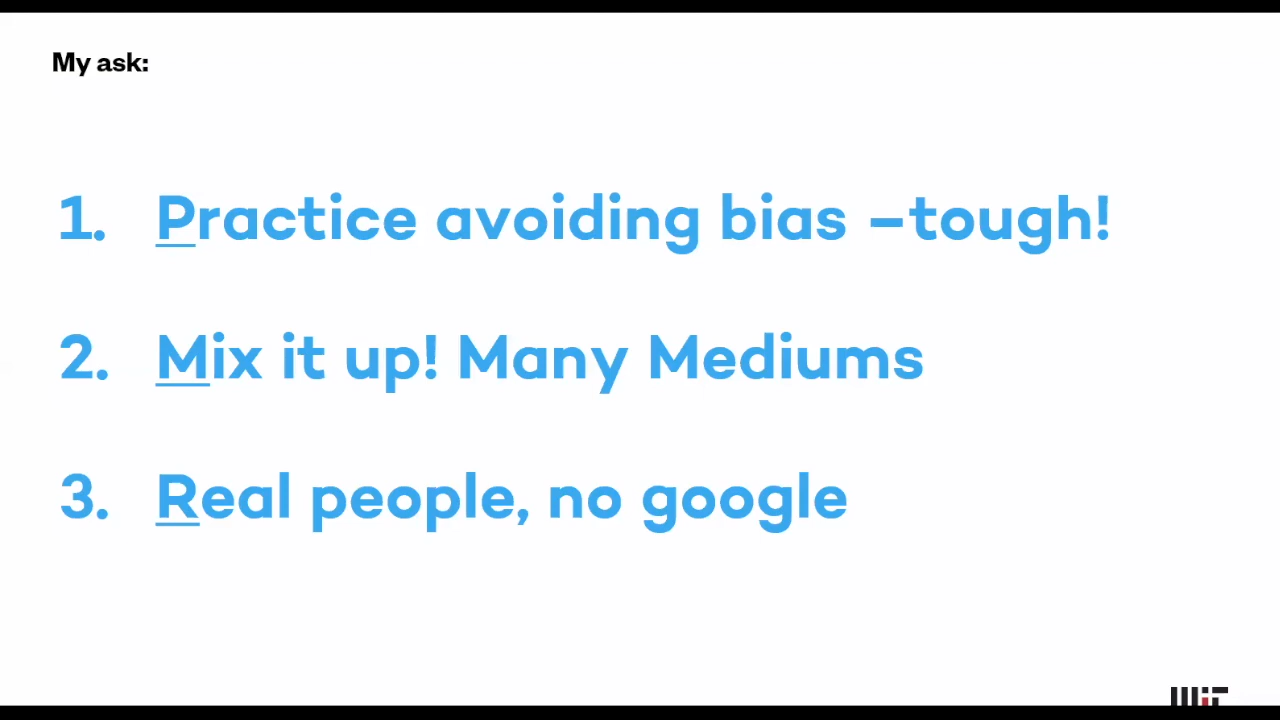 My ask:
1. Practice avoiding bias –tough!
2. Mix it up! Many Mediums
3. Real people, no google